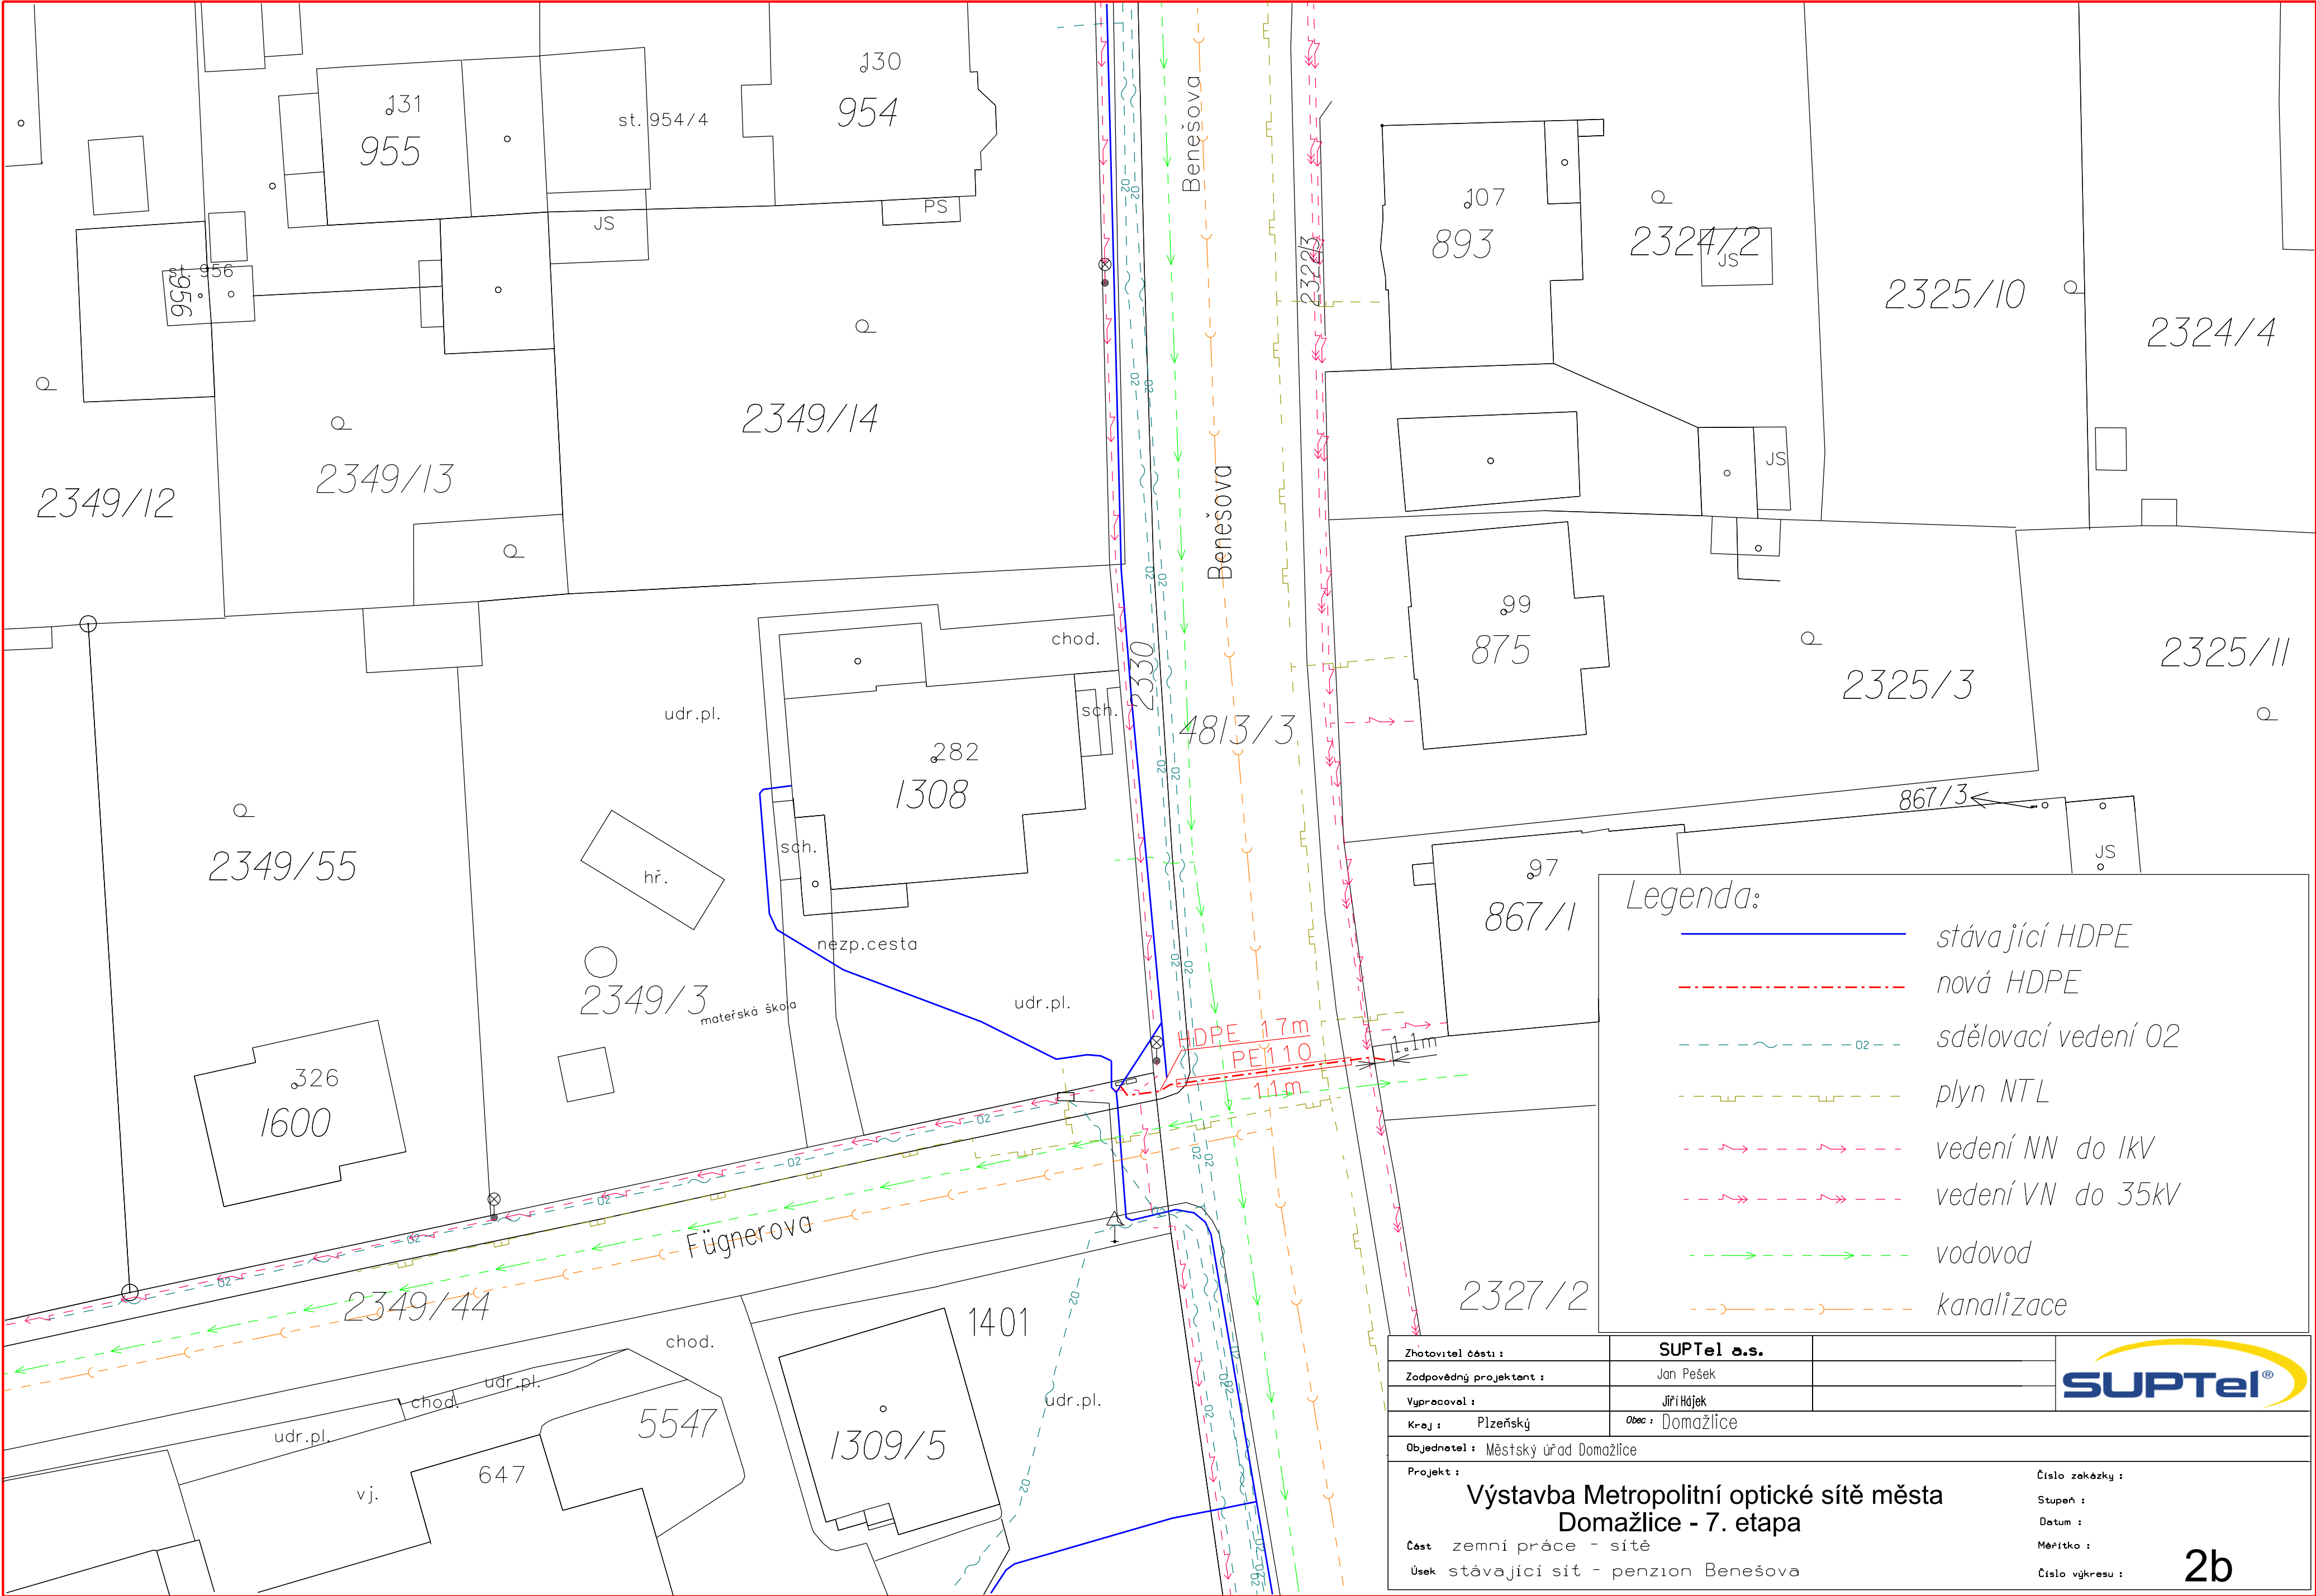 130
954
131
955
st. 954/4
PS
JS
st. 956
956
Benešova
2322/3
107
893
2324/2
JS
2325/10
2324/4
2349/14
2349/13
2349/12
Benešova
JS
99
875
2325/3
2325/11
chod.
2330
sch.
4813/3
udr.pl.
282
1308
867/3
JS
97
867/1
2349/55
hř.
sch.
nezp.cesta
2349/3
mateřská škola
udr.pl.
HDPE 17m
PE110
11m
1.1m
326
1600
Fügnerova
2349/44
chod.
1401
2327/2
udr.pl.
chod.
udr.pl.
5547
647
vj.
1309/5
udr.pl.
02
Legenda:
stávající HDPE
nová HDPE
sdělovací vedení O2
plyn NTL
vedení NN do 1kV
vedení VN do 35kV
vodovod
kanalizace
Zhotovitel části : SUPTel a.s.
Zodpovědný projektant : Jan Pešek
Vypracoval : Jiří Hájek
Kraj : Plzeňský Obec : Domažlice
Objednatel : Městský úřad Domažlice
SUPTel®
Projekt :
Výstavba Metropolitní optické sítě města
Domažlice - 7. etapa
Část zemní práce - sítě
Úsek stávající sít - penzion Benešova
Číslo zakázky :
Stupeň :
Datum :
Měřítko :
Číslo výkresu : 2b